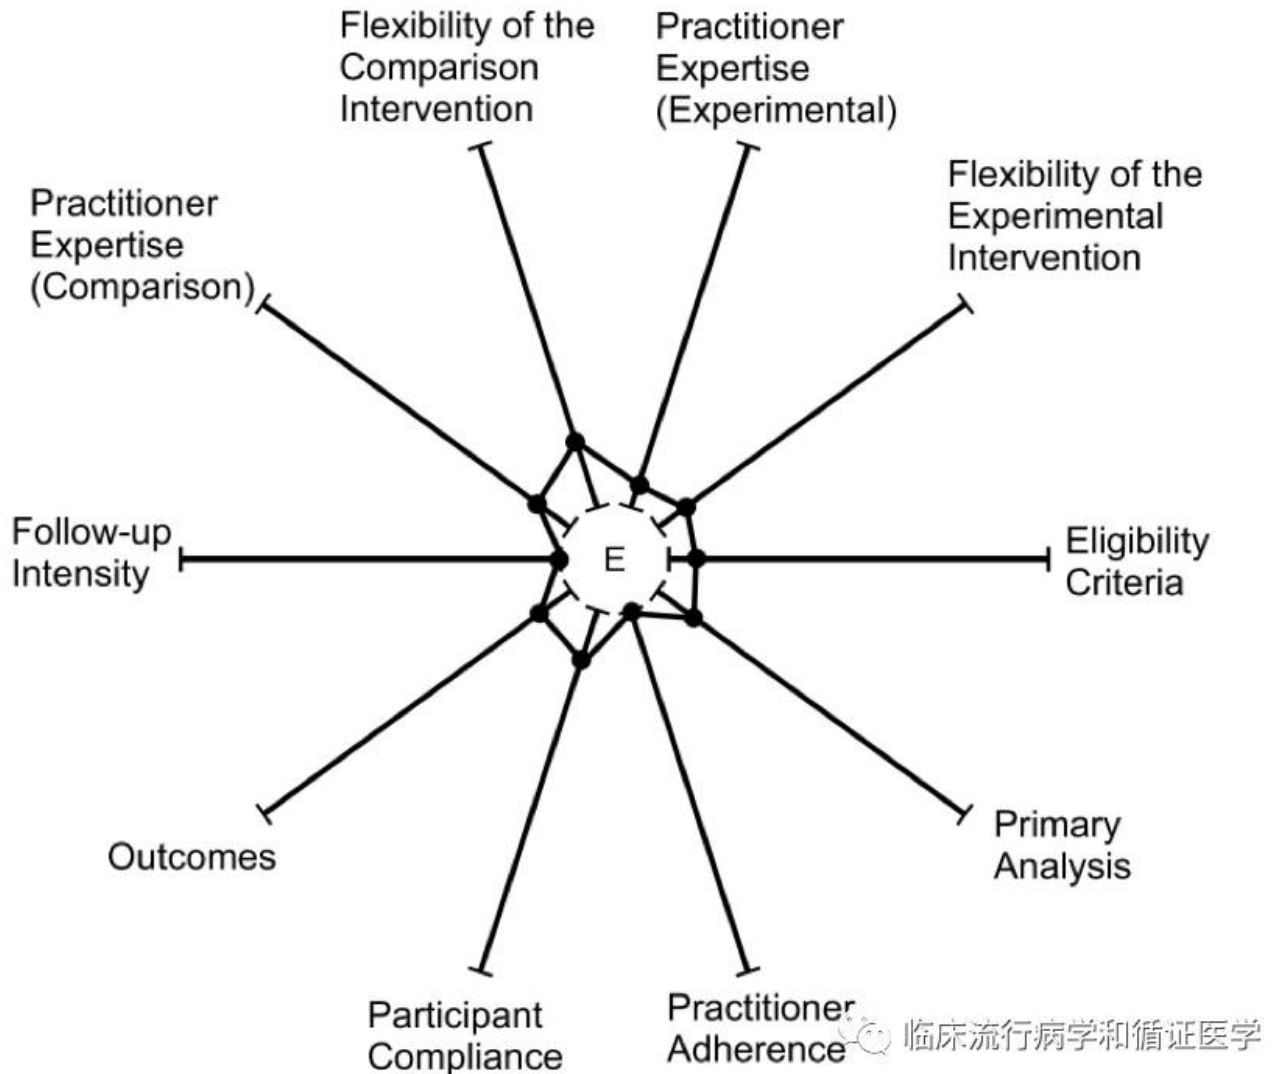 Flexibility of the
Comparison
Intervention
Practitioner
Expertise
(Experimental)
Flexibility of the
Experimental
Intervention
Practitioner
Expertise
(Comparison)
Follow-up
Intensity
E
Eligibility
Criteria
Outcomes
Primary
Analysis
Participant
Compliance
Practitioner
Adherence
临床流行病学和循证医学